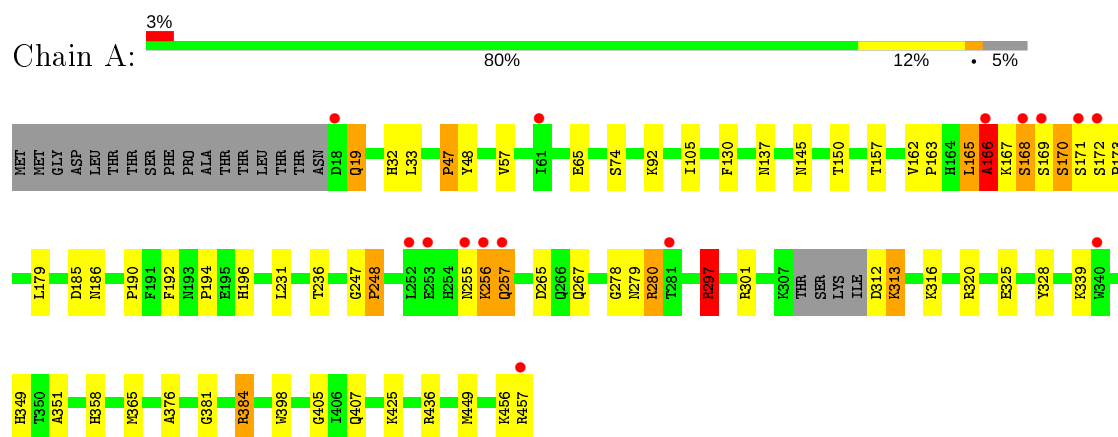 3%
Chain A:
80% 12% • 5%
MET MET GLY ASP LEU THR THR SER PHE PRO ALA THR THR LEU THR THR ASN D18 Q19 H32 L33 P47 Y48 V57 I61 E65 S74 K92 I105 F130 N137 N145 T150 T157 V162 P163 H164 L165 A166 K167 S168 S169 S170 S171 S172
L179 D185 N186 P190 F191 F192 N193 P194 E195 H196 L231 T236 G247 P248 L252 E253 H254 N255 K256 Q257 D265 Q266 Q267 G278 N279 R280 T281 R297 R301 K307 THR SER LYS ILE D312 K313 K316 R320 E325 Y328 K339 W340
H349 T350 A351 H358 M365 A376 G381 R384 W398 G405 I406 Q407 K425 R436 M449 K456 R457